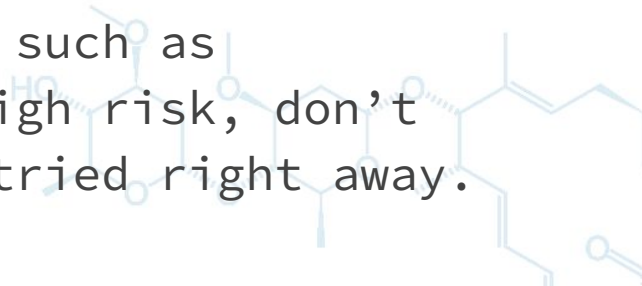 such as
igh risk, don’t
tried right away.